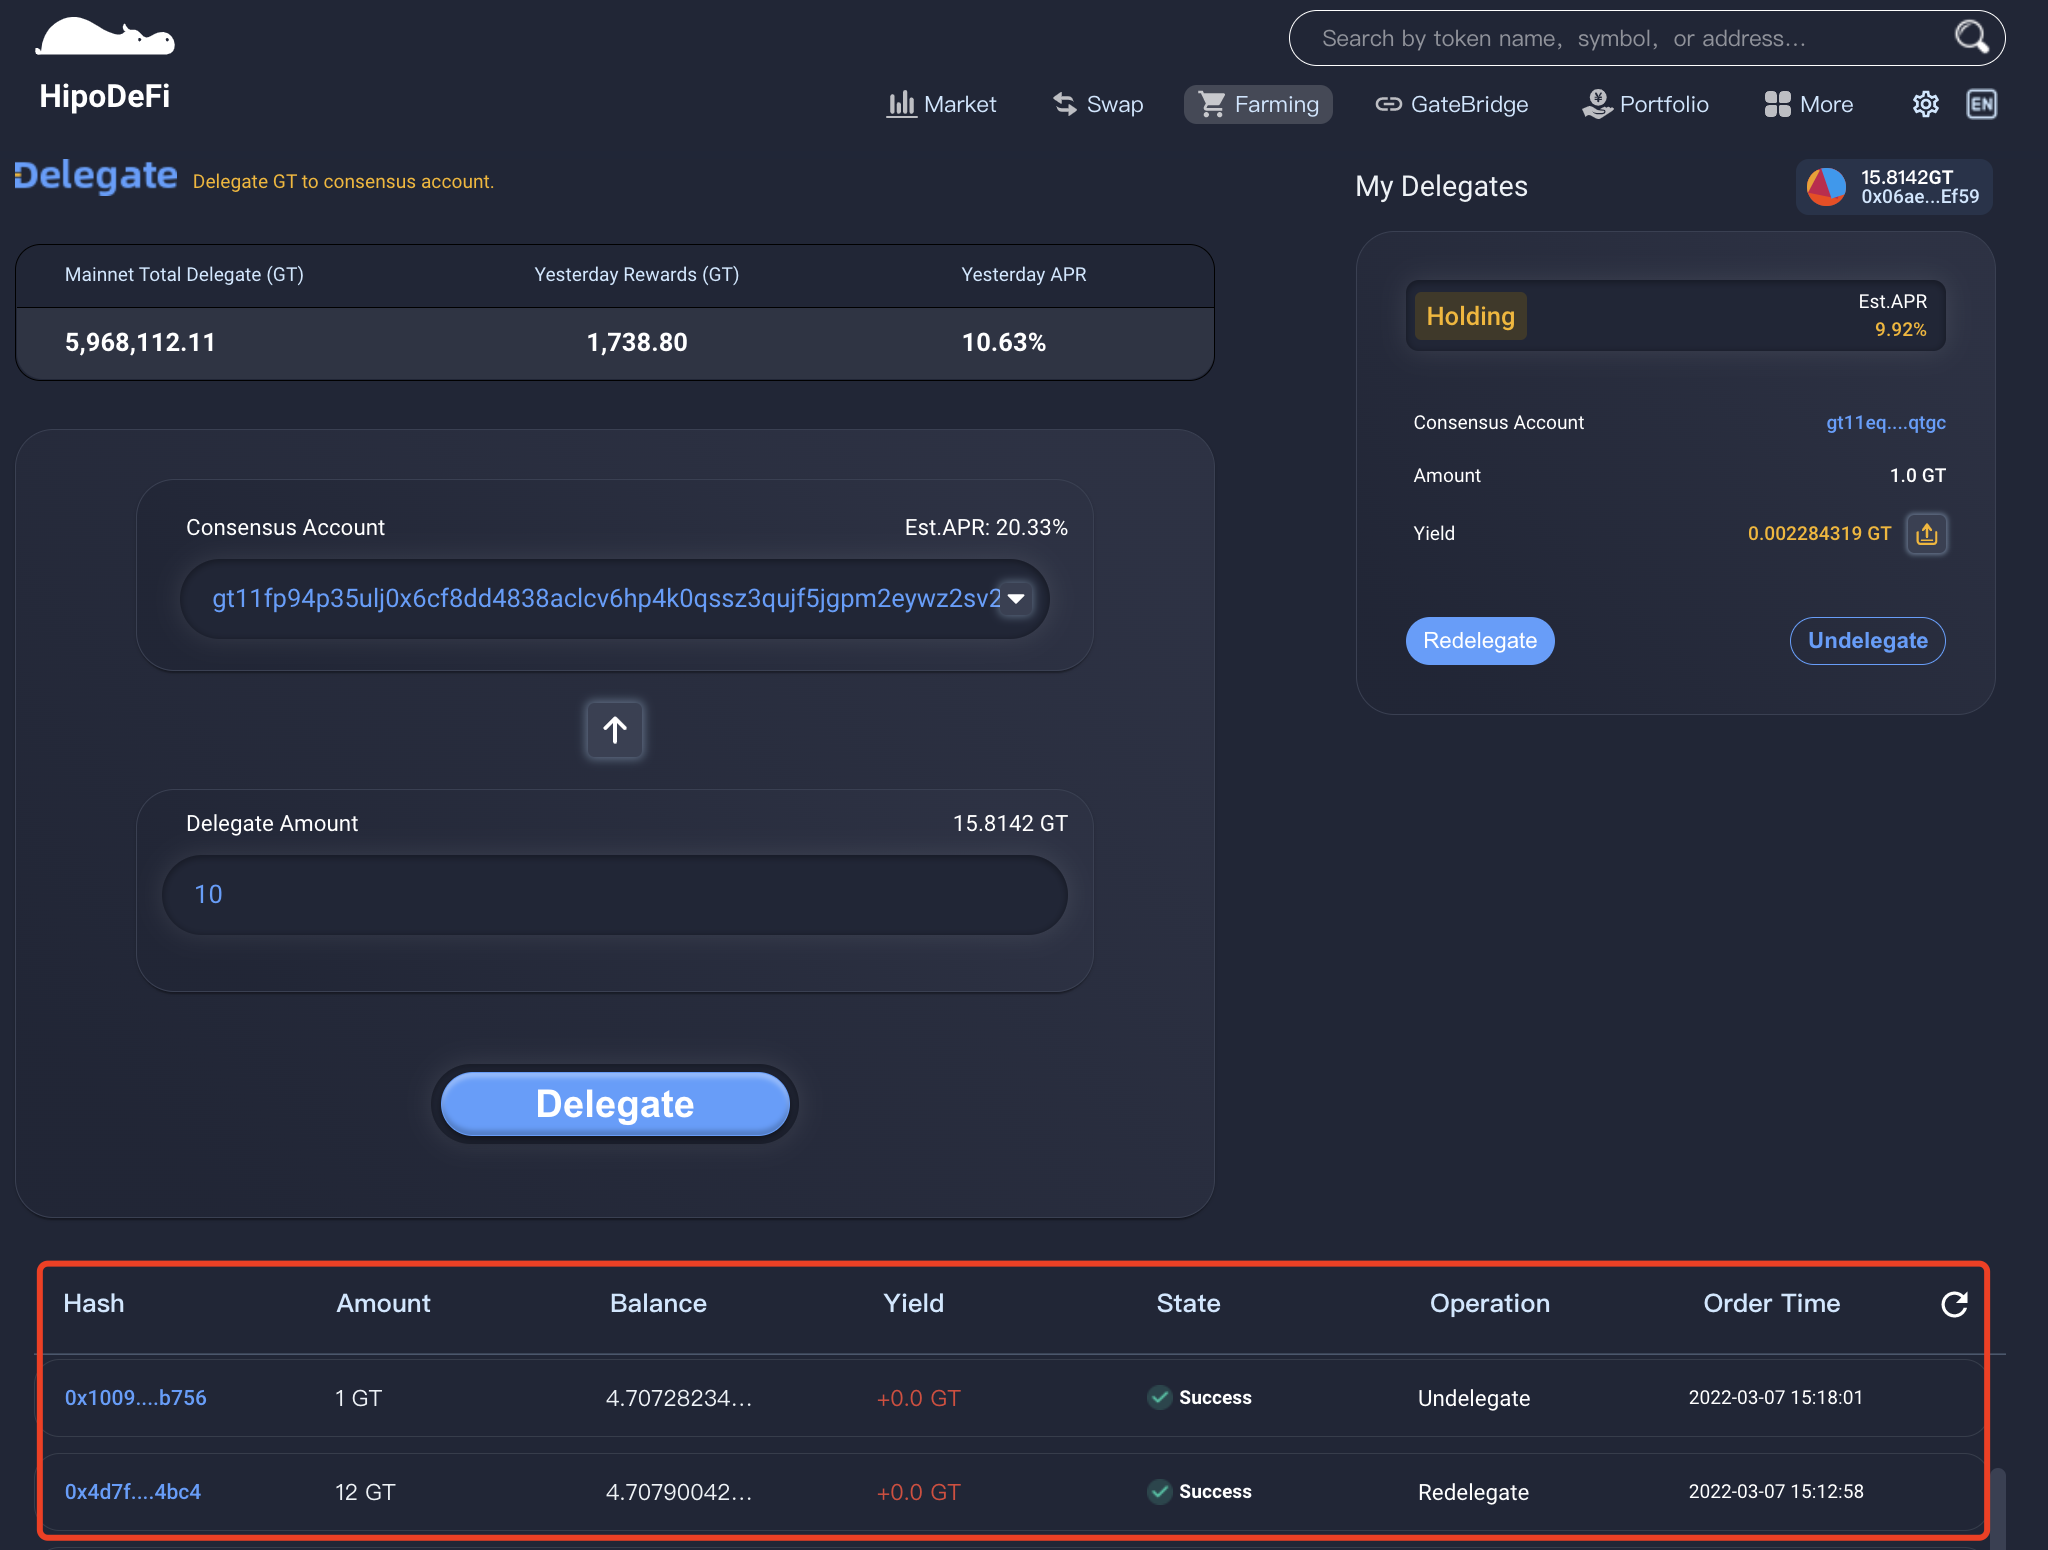 HipoDeFi
Search by token name, symbol, or address...
Market
Swap
Farming
GateBridge
Portfolio
More
EN
Delegate
Delegate GT to consensus account.
My Delegates
15.8142GT
0x06ae...Ef59
Mainnet Total Delegate (GT) Yesterday Rewards (GT) Yesterday APR
5,968,112.11 1,738.80 10.63%
Holding
Est.APR
9.92%
Consensus Account gt11eq....qtgc
Amount 1.0 GT
Yield 0.002284319 GT
Redelegate Undelegate
Consensus Account Est.APR: 20.33%
gt11fp94p35ulj0x6cf8dd4838aclcv6hp4k0qssz3qujf5jgpm2eywz2sv2
Delegate Amount 15.8142 GT
10
Delegate
Hash Amount Balance Yield State Operation Order Time
0x1009....b756 1 GT 4.70728234... +0.0 GT Success Undelegate 2022-03-07 15:18:01
0x4d7f....4bc4 12 GT 4.70790042... +0.0 GT Success Redelegate 2022-03-07 15:12:58